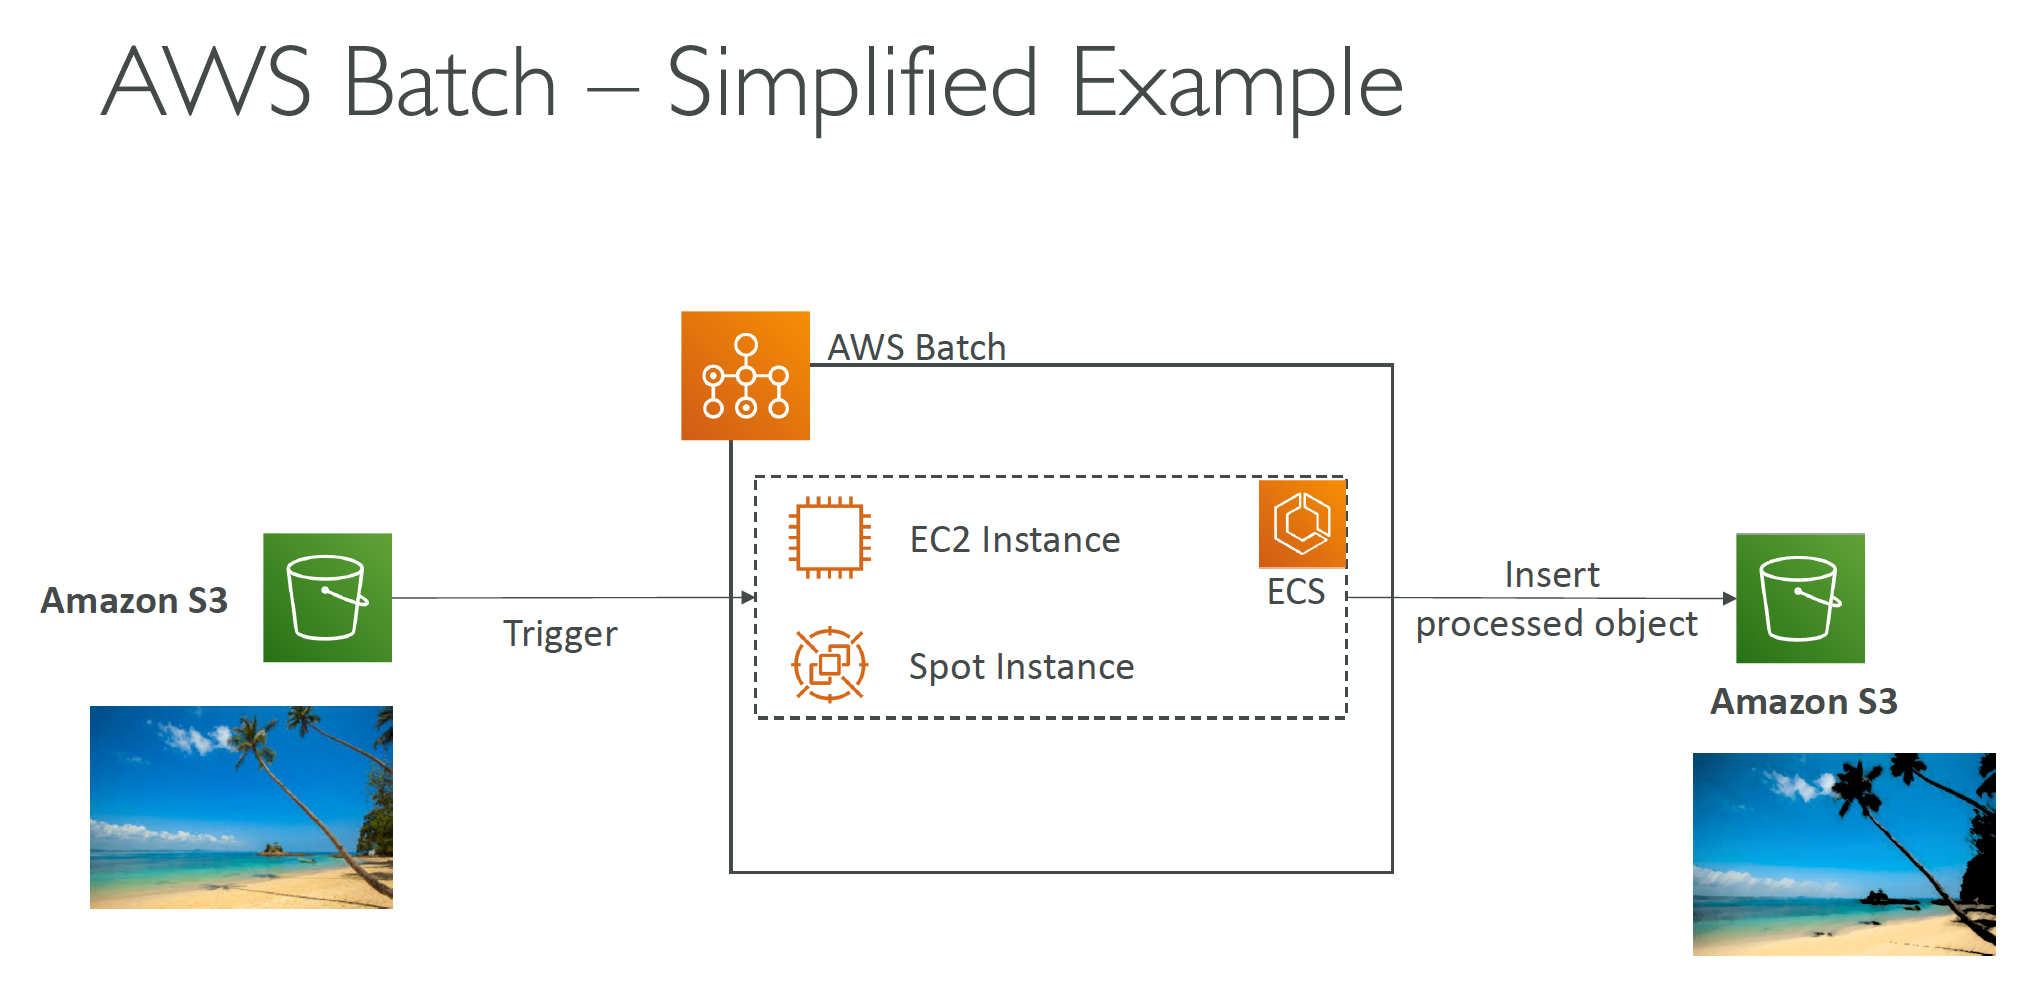 AWS Batch – Simplified Example
AWS Batch
EC2 Instance
ECS
Spot Instance
Amazon S3
Trigger
Insert
processed object
Amazon S3